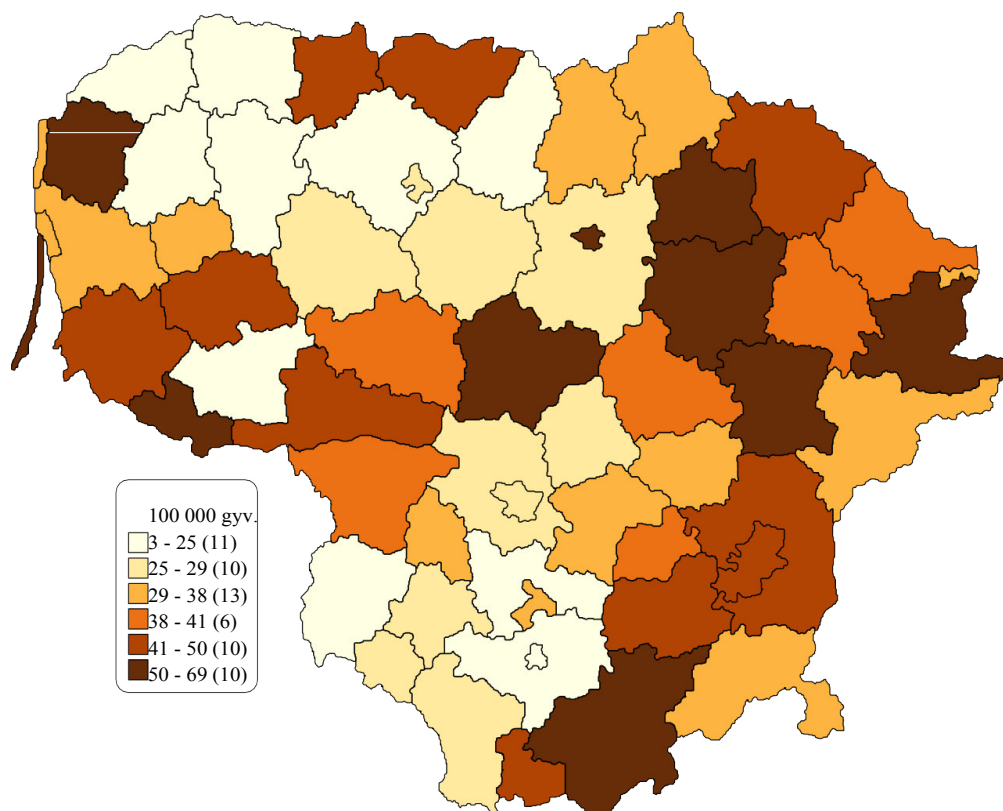 100 000 gyv.
3 - 25 (11)
25 - 29 (10)
29 - 38 (13)
38 - 41 (6)
41 - 50 (10)
50 - 69 (10)